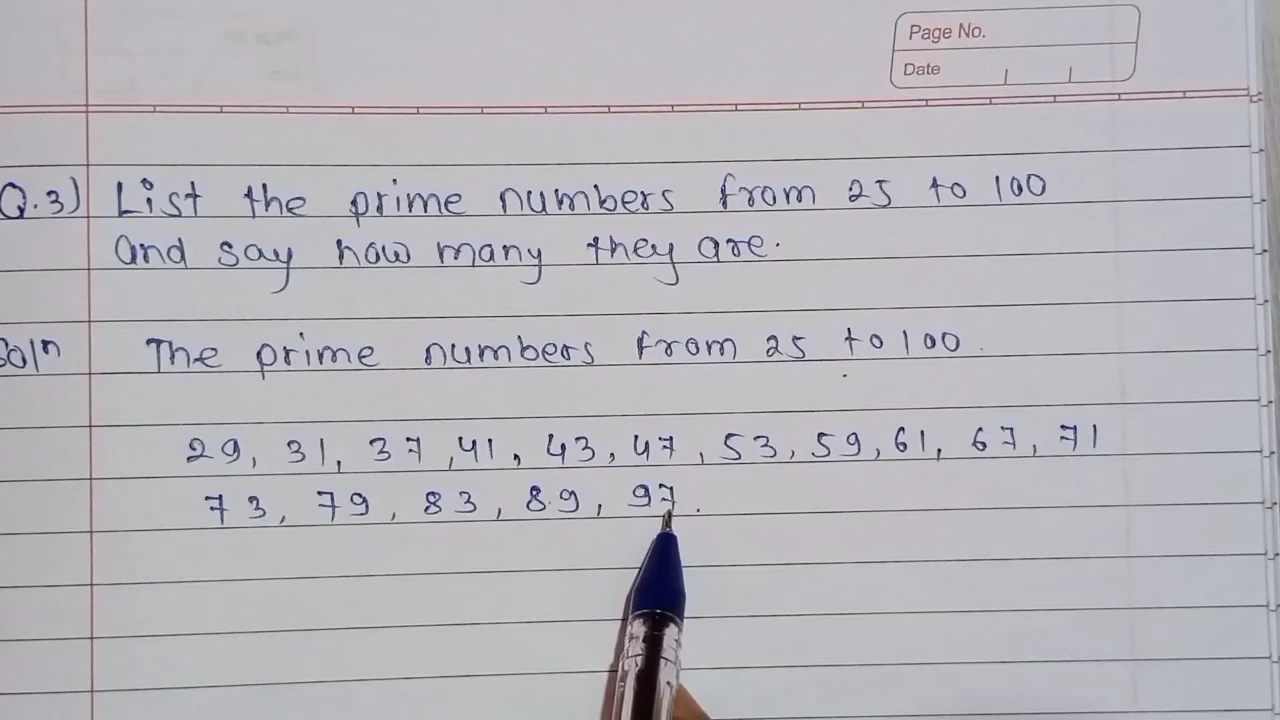 Page No.
Date
Q.3) List the prime numbers from 25 to 100
and say how many they are.
Soln The prime numbers from 25 to 100.
29, 31, 37, 41, 43, 47, 53, 59, 61, 67, 71
73, 79, 83, 89, 97.